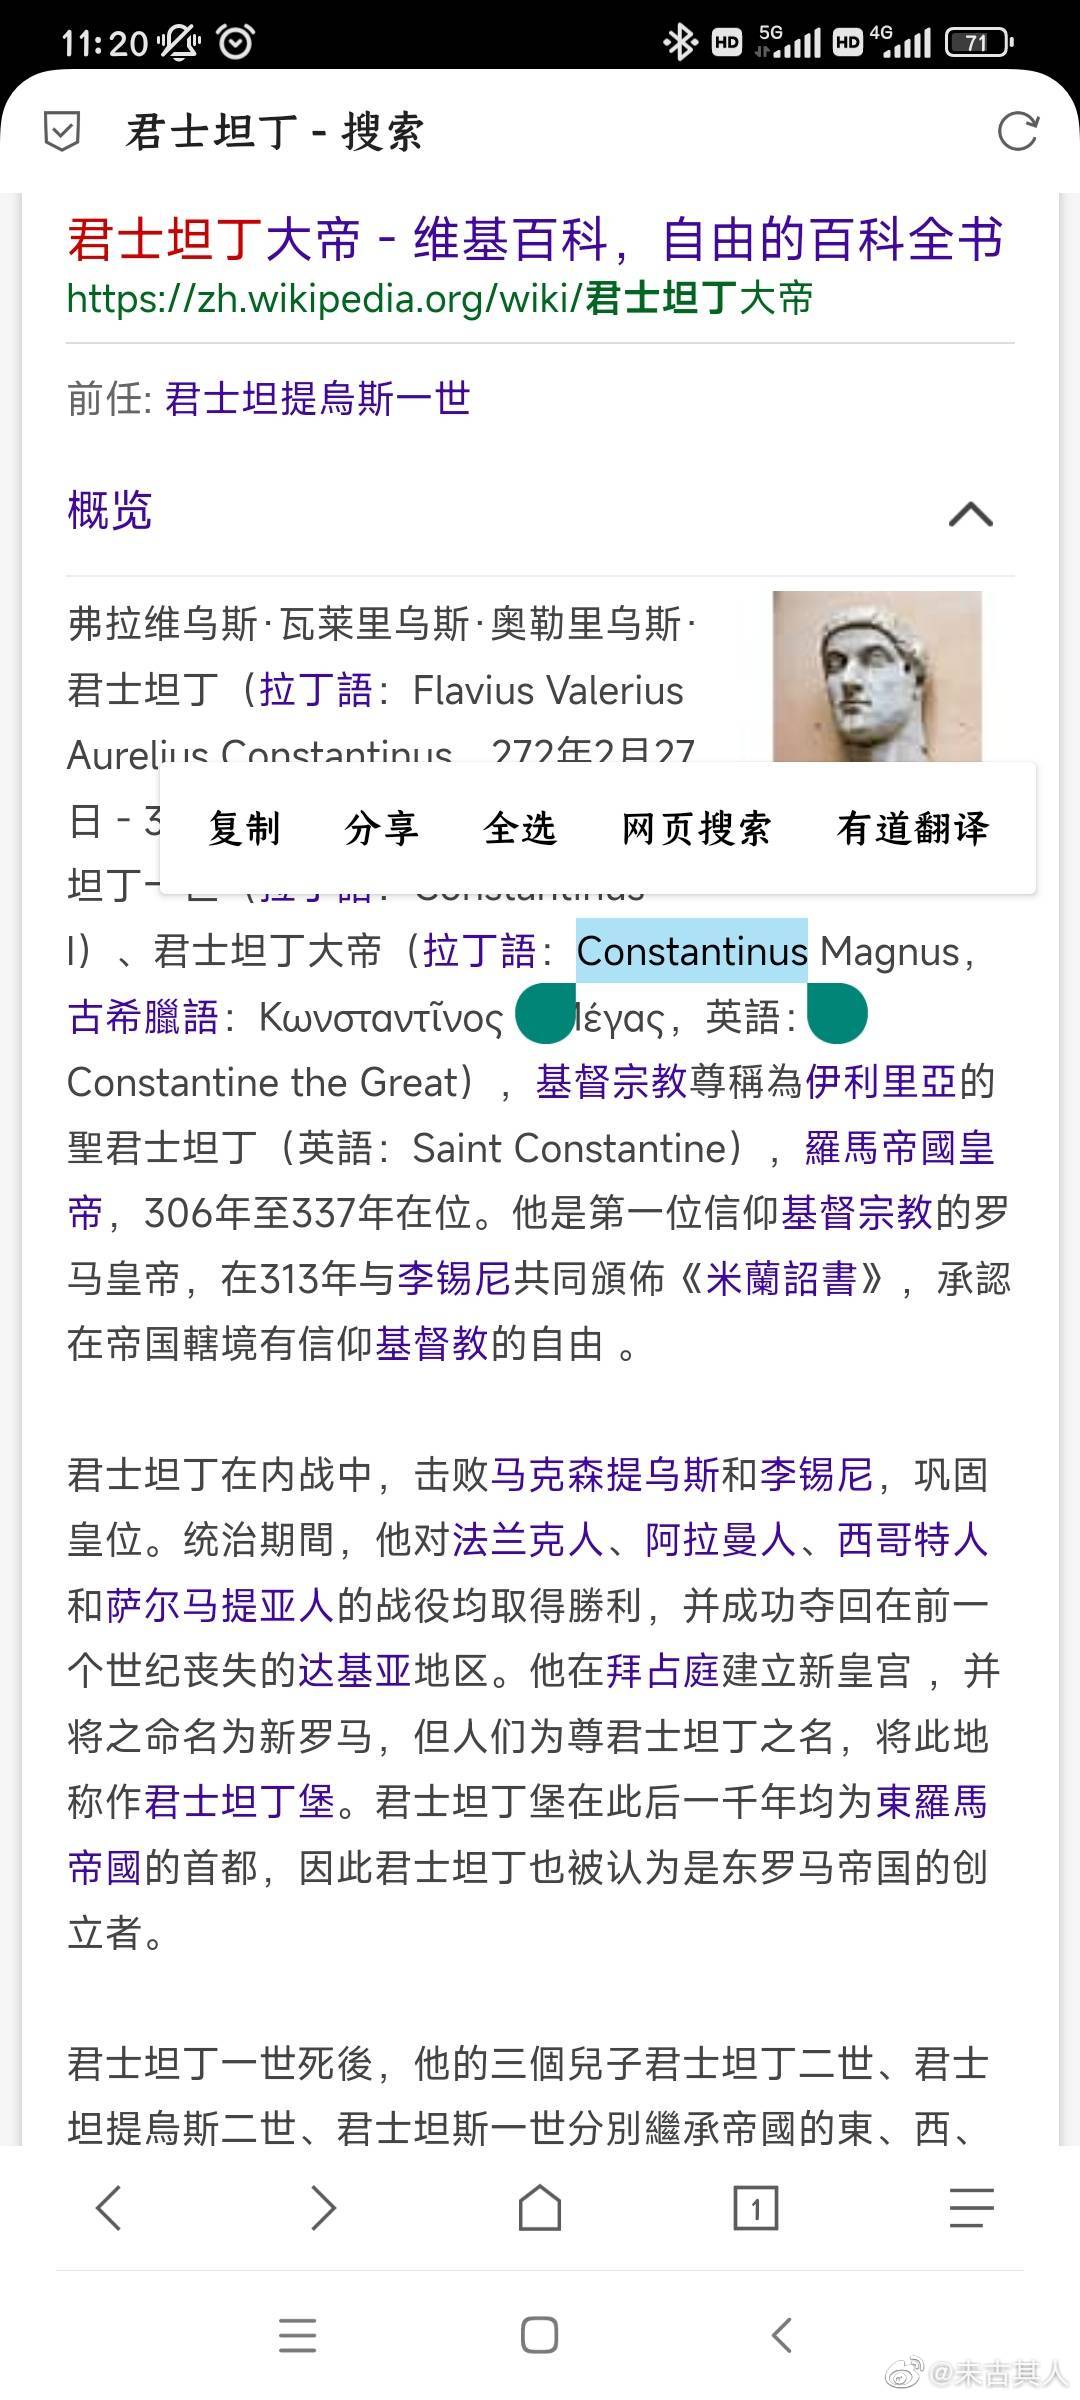 11:20 HD 5G HD 4G 71
君士坦丁 - 搜索
君士坦丁大帝 - 维基百科，自由的百科全书
https://zh.wikipedia.org/wiki/君士坦丁大帝
前任: 君士坦提烏斯一世
概览
弗拉维乌斯·瓦莱里乌斯·奥勒里乌斯·
君士坦丁（拉丁語：Flavius Valerius
Aurelius Constantinus，272年2月27
日 - 3
复制 分享 全选 网页搜索 有道翻译
坦丁一世（拉丁語：Constantinus
I）、君士坦丁大帝（拉丁語：Constantinus Magnus，
古希臘語：Κωνσταντῖνος Μέγας，英語：
Constantine the Great），基督宗教尊稱為伊利里亞的
聖君士坦丁（英語：Saint Constantine），羅馬帝國皇
帝，306年至337年在位。他是第一位信仰基督宗教的罗
马皇帝，在313年与李锡尼共同頒佈《米蘭詔書》，承認
在帝国轄境有信仰基督教的自由 。
君士坦丁在内战中，击败马克森提乌斯和李锡尼，巩固
皇位。统治期間，他对法兰克人、阿拉曼人、西哥特人
和萨尔马提亚人的战役均取得勝利，并成功夺回在前一
个世纪丧失的达基亚地区。他在拜占庭建立新皇宫 ，并
将之命名为新罗马，但人们为尊君士坦丁之名，将此地
称作君士坦丁堡。君士坦丁堡在此后一千年均为東羅馬
帝國的首都，因此君士坦丁也被认为是东罗马帝国的创
立者。
君士坦丁一世死後，他的三個兒子君士坦丁二世、君士
坦提烏斯二世、君士坦斯一世分別繼承帝國的東、西、
1
@未古其人